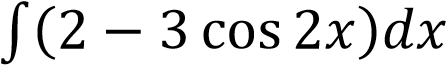 ∫(2 − 3 cos 2x)dx